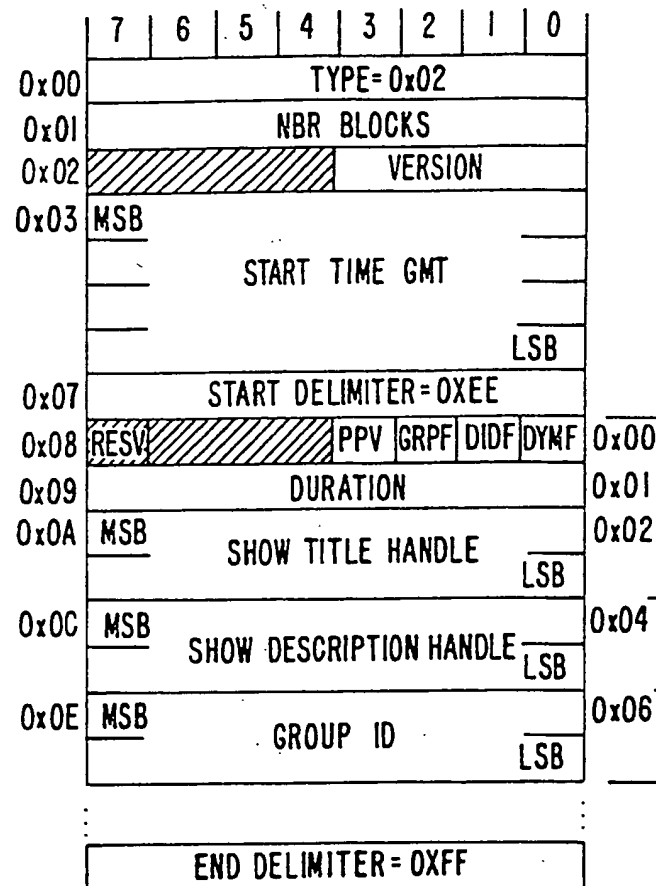 7 6 5 4 3 2 1 0
0x00 TYPE=0x02
0x01 NBR BLOCKS
0x02 VERSION
0x03 MSB
START TIME GMT
LSB
0x07 START DELIMITER=0XEE
0x08 RESV PPV GRPF DIDF DYMF 0x00
0x09 DURATION 0x01
0x0A MSB 0x02
SHOW TITLE HANDLE
LSB
0x0C MSB 0x04
SHOW DESCRIPTION HANDLE
LSB
0x0E MSB 0x06
GROUP ID
LSB
END DELIMITER=0XFF